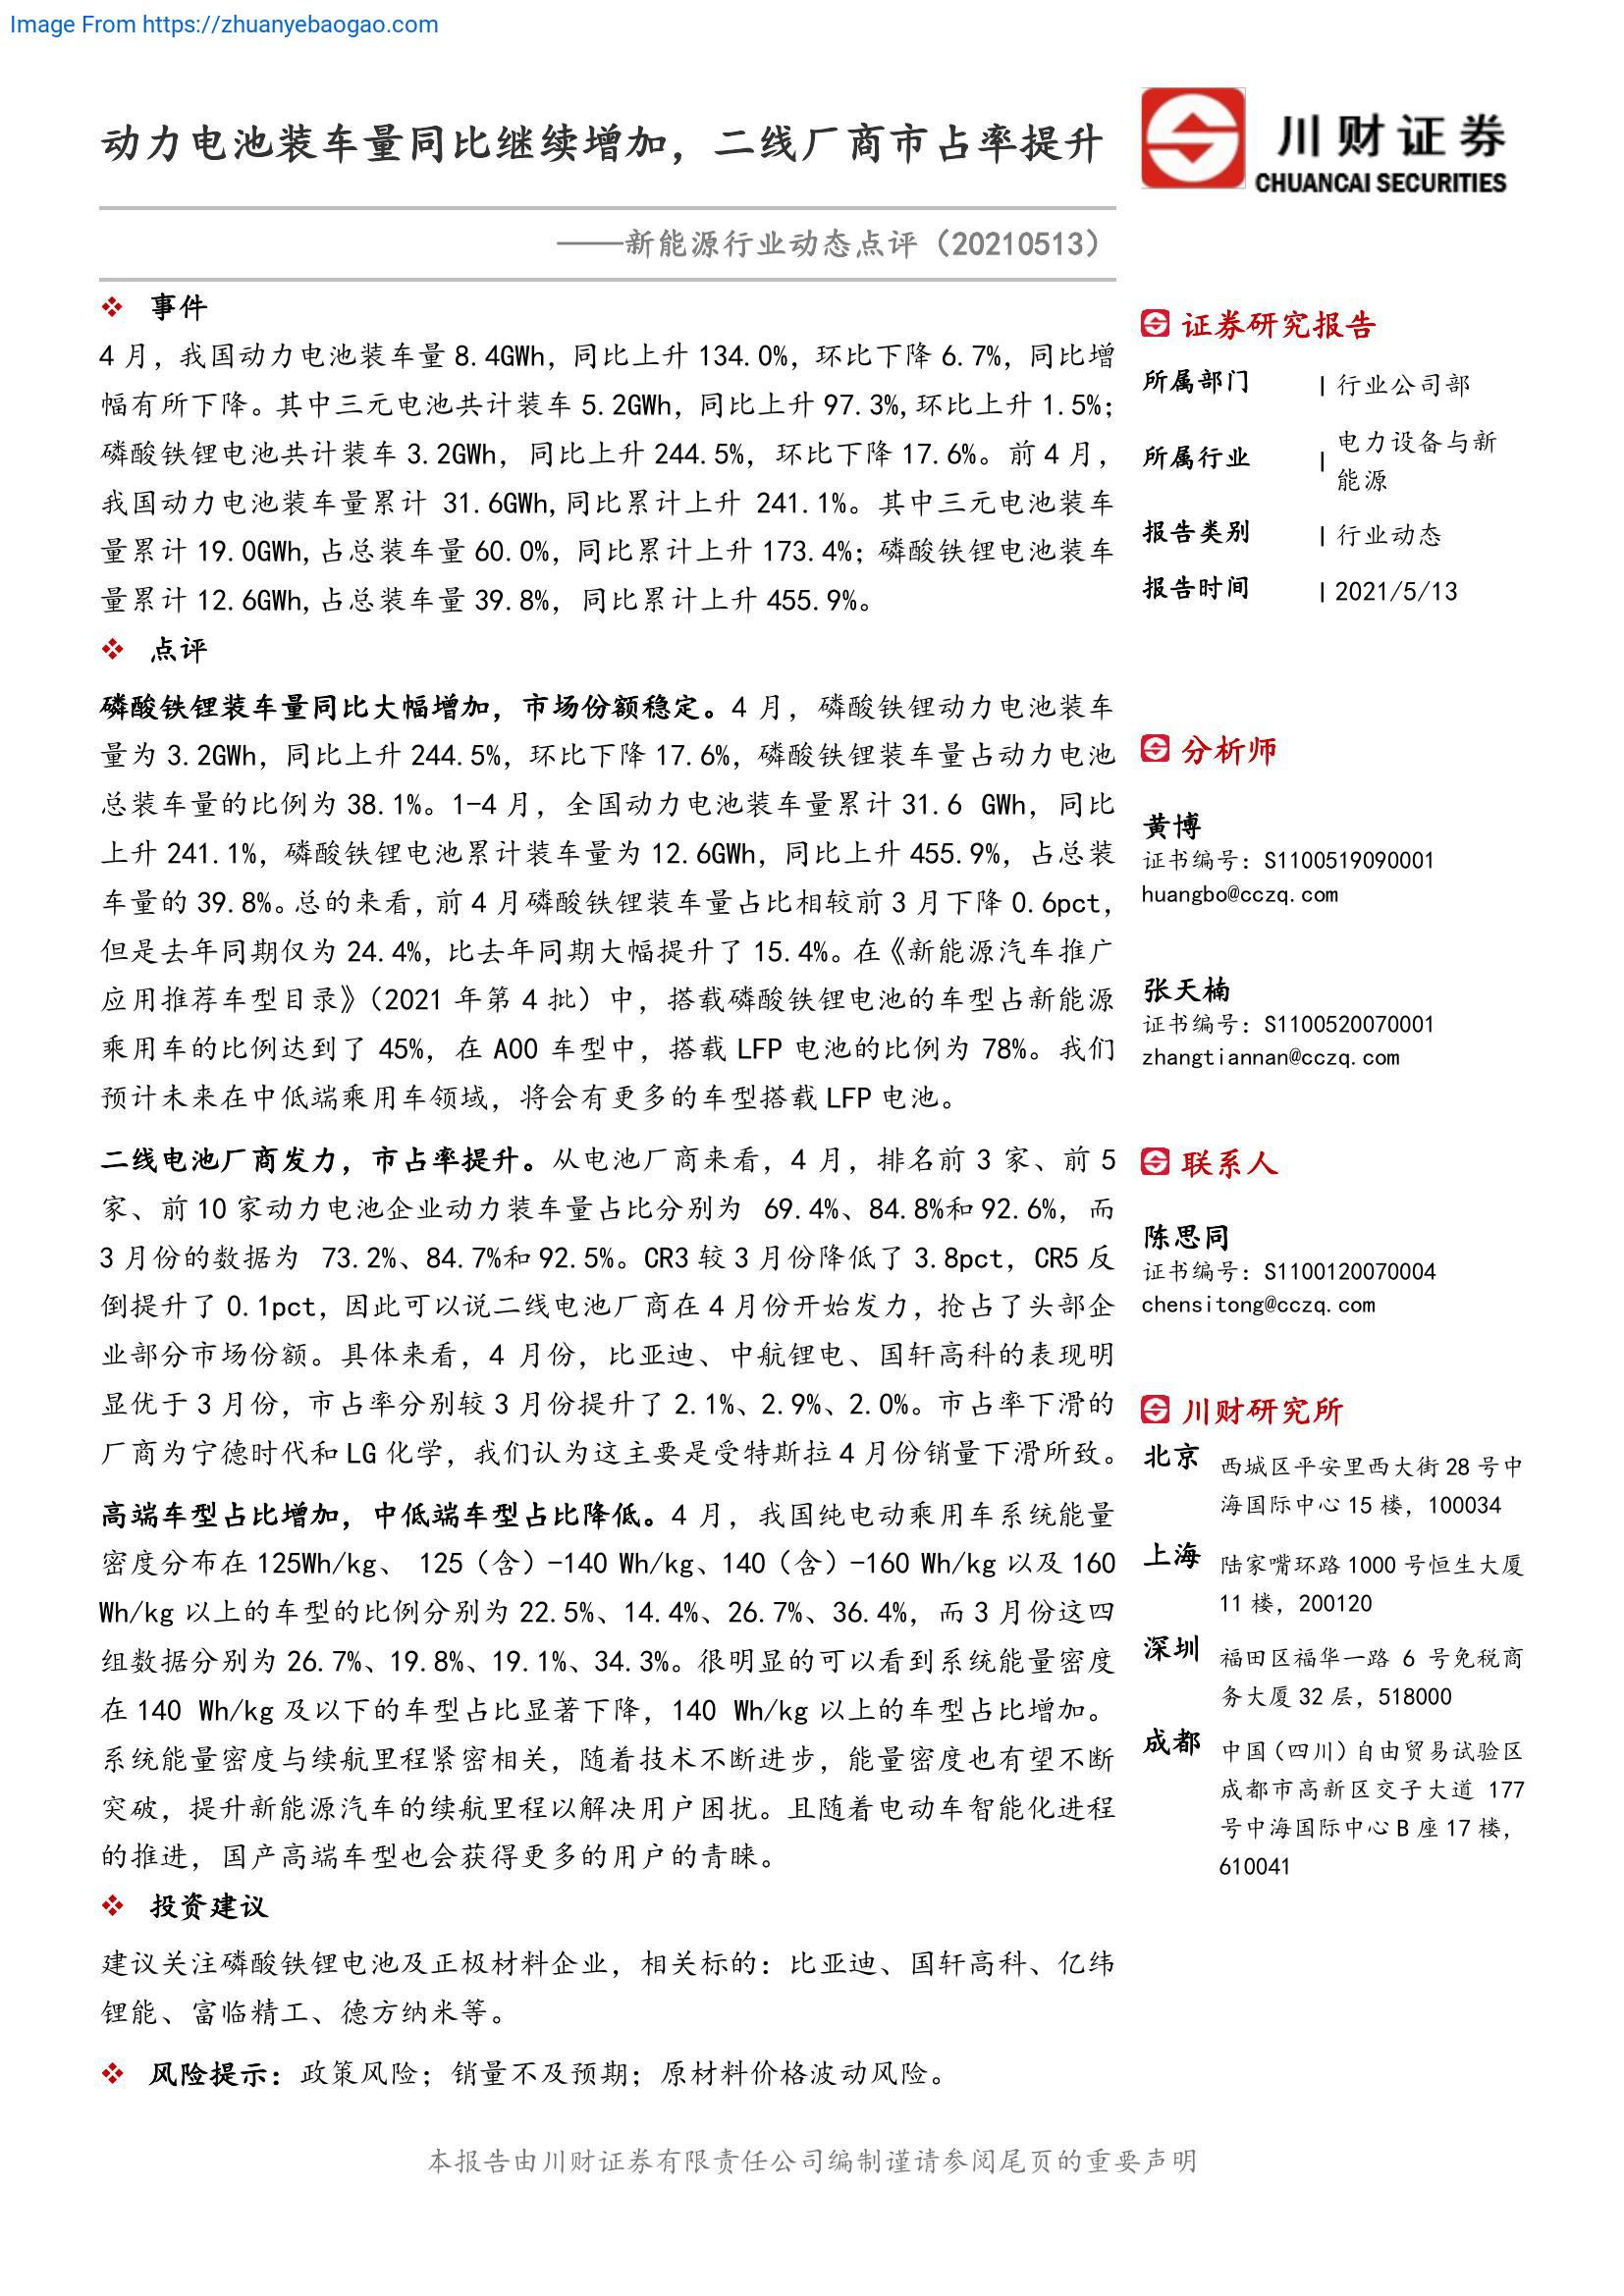 Image From https://zhuanyebaogao.com
动力电池装车量同比继续增加，二线厂商市占率提升
川财证券
CHUANCAI SECURITIES
——新能源行业动态点评（20210513）
❖ 事件
4 月，我国动力电池装车量 8.4GWh，同比上升 134.0%，环比下降 6.7%，同比增
幅有所下降。其中三元电池共计装车 5.2GWh，同比上升 97.3%,环比上升 1.5%；
磷酸铁锂电池共计装车 3.2GWh，同比上升 244.5%，环比下降 17.6%。前 4 月，
我国动力电池装车量累计 31.6GWh,同比累计上升 241.1%。其中三元电池装车
量累计 19.0GWh,占总装车量 60.0%，同比累计上升 173.4%；磷酸铁锂电池装车
量累计 12.6GWh,占总装车量 39.8%，同比累计上升 455.9%。
❖ 点评
磷酸铁锂装车量同比大幅增加，市场份额稳定。4 月，磷酸铁锂动力电池装车
量为 3.2GWh，同比上升 244.5%，环比下降 17.6%，磷酸铁锂装车量占动力电池
总装车量的比例为 38.1%。1-4 月，全国动力电池装车量累计 31.6 GWh，同比
上升 241.1%，磷酸铁锂电池累计装车量为 12.6GWh，同比上升 455.9%，占总装
车量的 39.8%。总的来看，前 4 月磷酸铁锂装车量占比相较前 3 月下降 0.6pct，
但是去年同期仅为 24.4%，比去年同期大幅提升了 15.4%。在《新能源汽车推广
应用推荐车型目录》（2021 年第 4 批）中，搭载磷酸铁锂电池的车型占新能源
乘用车的比例达到了 45%，在 A00 车型中，搭载 LFP 电池的比例为 78%。我们
预计未来在中低端乘用车领域，将会有更多的车型搭载 LFP 电池。
二线电池厂商发力，市占率提升。从电池厂商来看，4 月，排名前 3 家、前 5
家、前 10 家动力电池企业动力装车量占比分别为 69.4%、84.8%和 92.6%，而
3 月份的数据为 73.2%、84.7%和 92.5%。CR3 较 3 月份降低了 3.8pct，CR5 反
倒提升了 0.1pct，因此可以说二线电池厂商在 4 月份开始发力，抢占了头部企
业部分市场份额。具体来看，4 月份，比亚迪、中航锂电、国轩高科的表现明
显优于 3 月份，市占率分别较 3 月份提升了 2.1%、2.9%、2.0%。市占率下滑的
厂商为宁德时代和 LG 化学，我们认为这主要是受特斯拉 4 月份销量下滑所致。
高端车型占比增加，中低端车型占比降低。4 月，我国纯电动乘用车系统能量
密度分布在 125Wh/kg、 125（含）-140 Wh/kg、140（含）-160 Wh/kg 以及 160
Wh/kg 以上的车型的比例分别为 22.5%、14.4%、26.7%、36.4%，而 3 月份这四
组数据分别为 26.7%、19.8%、19.1%、34.3%。很明显的可以看到系统能量密度
在 140 Wh/kg 及以下的车型占比显著下降，140 Wh/kg 以上的车型占比增加。
系统能量密度与续航里程紧密相关，随着技术不断进步，能量密度也有望不断
突破，提升新能源汽车的续航里程以解决用户困扰。且随着电动车智能化进程
的推进，国产高端车型也会获得更多的用户的青睐。
❖ 投资建议
建议关注磷酸铁锂电池及正极材料企业，相关标的：比亚迪、国轩高科、亿纬
锂能、富临精工、德方纳米等。
❖ 风险提示：政策风险；销量不及预期；原材料价格波动风险。
证券研究报告
所属部门 | 行业公司部
所属行业 | 电力设备与新
能源
报告类别 | 行业动态
报告时间 | 2021/5/13
分析师
黄博
证书编号：S1100519090001
huangbo@cczq.com
张天楠
证书编号：S1100520070001
zhangtiannan@cczq.com
联系人
陈思同
证书编号：S1100120070004
chensitong@cczq.com
川财研究所
北京 西城区平安里西大街 28 号中
海国际中心 15 楼，100034
上海 陆家嘴环路 1000 号恒生大厦
11 楼，200120
深圳 福田区福华一路 6 号免税商
务大厦 32 层，518000
成都 中国（四川）自由贸易试验区
成都市高新区交子大道 177
号中海国际中心 B 座 17 楼，
610041
本报告由川财证券有限责任公司编制谨请参阅尾页的重要声明